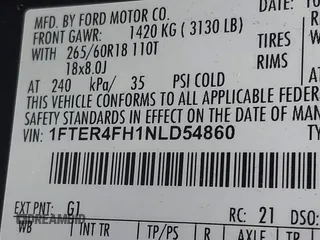 MFD. BY FORD MOTOR CO.
FRONT GAWR: 1420 KG ( 3130 LB)
WITH 265/60R18 110T TIRES
18x8.0J RIMS
AT 240 kPa/ 35 PSI COLD
THIS VEHICLE CONFORMS TO ALL APPLICABLE FEDER
SAFETY STANDARDS IN EFFECT ON THE DATE OF MAN
VIN: 1FTER4FH1NLD54860
EXT PNT: G1 RC: 21 DSO:
WB INT TR TP/PS R AXLE TR